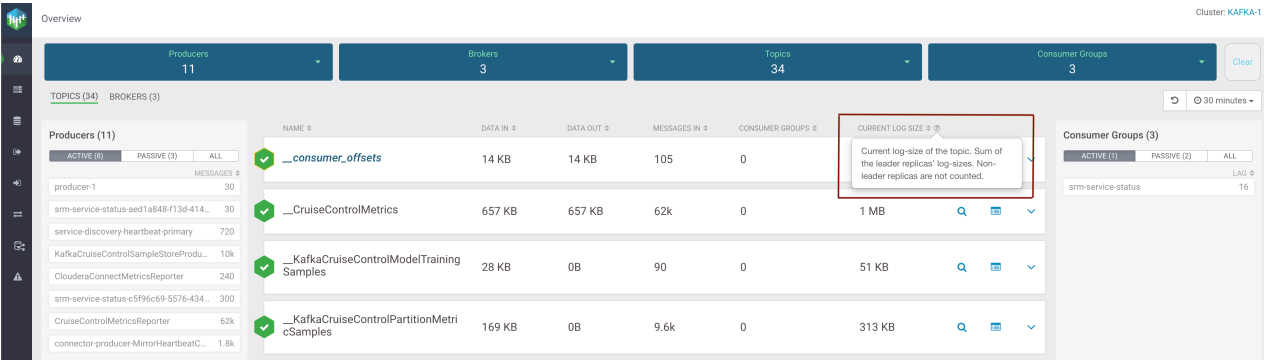 Overview
Cluster: KAFKA-1
Producers
11
Brokers
3
Topics
34
Consumer Groups
3
Clear
TOPICS (34) BROKERS (3)
30 minutes
Producers (11)
ACTIVE (8) PASSIVE (3) ALL
MESSAGES
producer-1 30
srm-service-status-aed1a848-f13d-414... 30
service-discovery-heartbeat-primary 720
KafkaCruiseControlSampleStoreProdu... 10k
ClouderaConnectMetricsReporter 240
srm-service-status-c5f96c69-5576-434... 300
CruiseControlMetricsReporter 62k
connector-producer-MirrorHeartbeatC... 1.8k
NAME DATA IN DATA OUT MESSAGES IN CONSUMER GROUPS CURRENT LOG SIZE
__consumer_offsets 14 KB 14 KB 105 0
Current log-size of the topic. Sum of
the leader replicas' log-sizes. Non-
leader replicas are not counted.
__CruiseControlMetrics 657 KB 657 KB 62k 0 1 MB
__KafkaCruiseControlModelTraining
Samples 28 KB 0B 90 0 51 KB
__KafkaCruiseControlPartitionMetri
cSamples 169 KB 0B 9.6k 0 313 KB
Consumer Groups (3)
ACTIVE (1) PASSIVE (2) ALL
LAG
srm-service-status 16